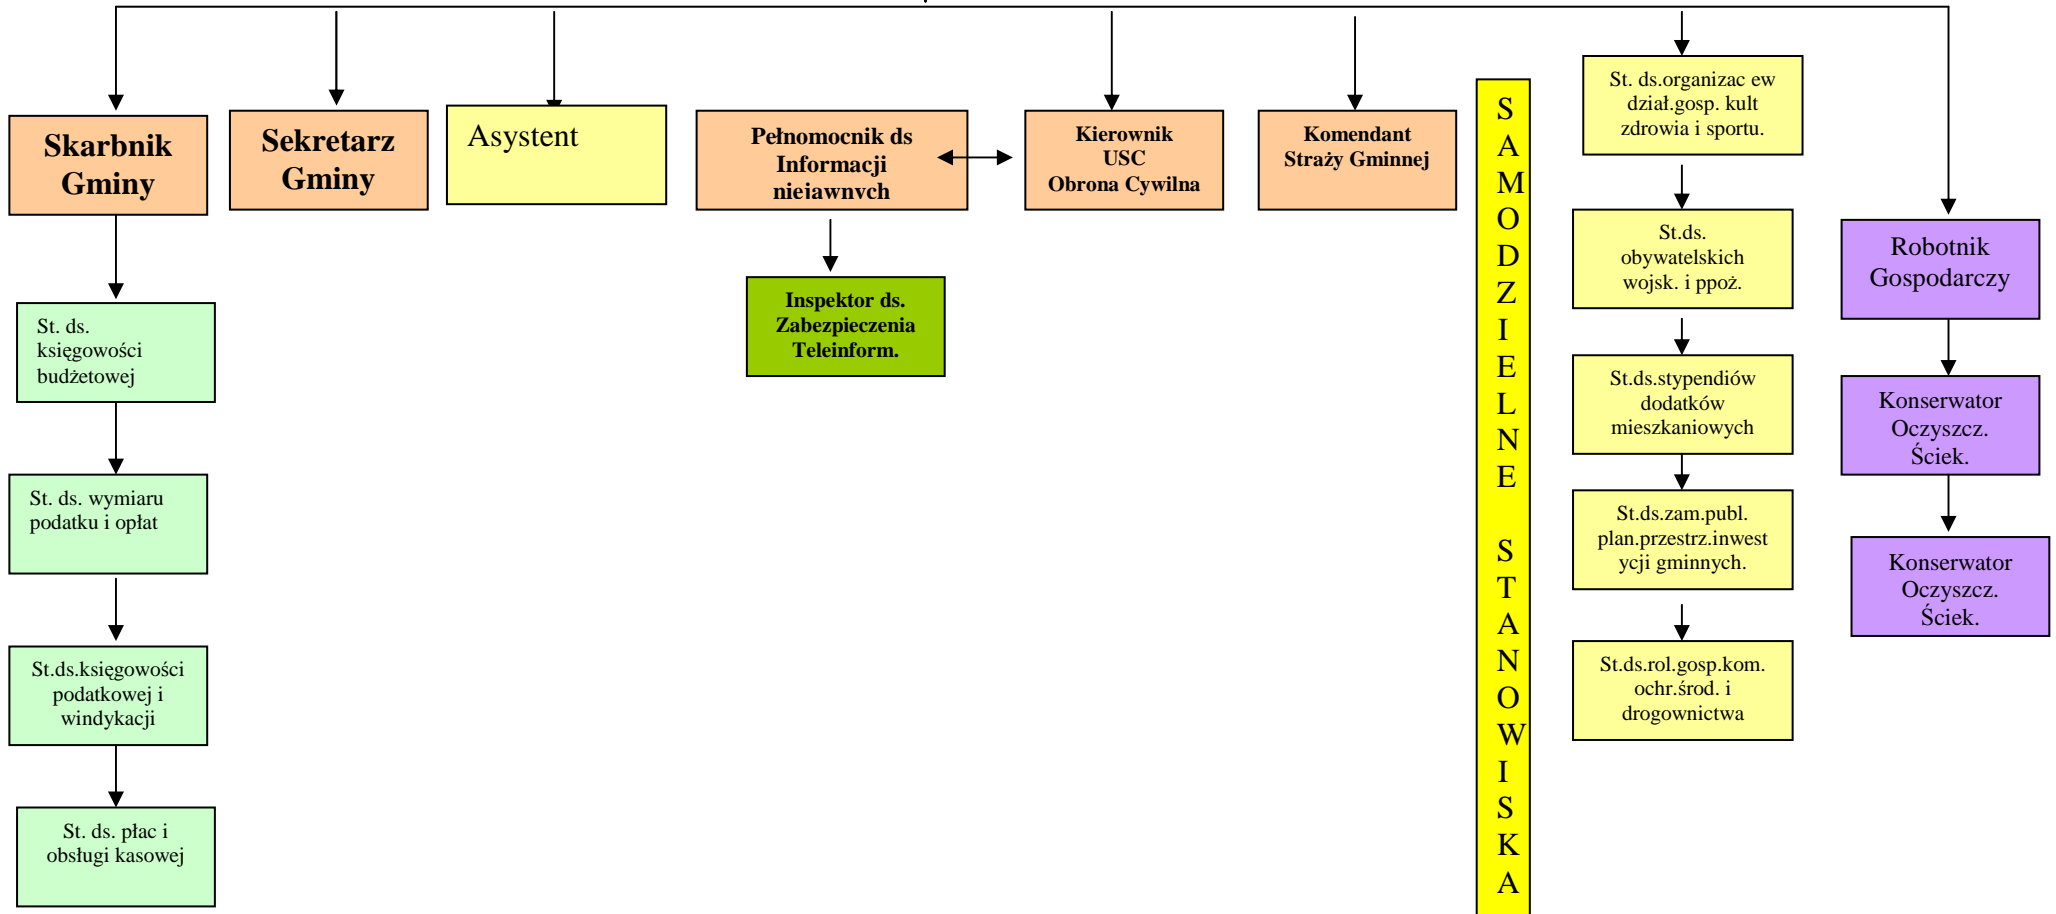 Skarbnik
Gminy
Sekretarz
Gminy
Asystent
Pełnomocnik ds
Informacji
niejawnych
Kierownik
USC
Obrona Cywilna
Komendant
Straży Gminnej
Inspektor ds.
Zabezpieczenia
Teleinform.
St. ds.
księgowości
budżetowej
St. ds. wymiaru
podatku i opłat
St.ds.księgowości
podatkowej i
windykacji
St. ds. płac i
obsługi kasowej
SAMODZIELNE STANOWISKA
St. ds.organizac ew
dział.gosp. kult
zdrowia i sportu.
St.ds.
obywatelskich
wojsk. i ppoż.
St.ds.stypendiów
dodatków
mieszkaniowych
St.ds.zam.publ.
plan.przestrz.inwest
ycji gminnych.
St.ds.rol.gosp.kom.
ochr.środ. i
drogownictwa
Robotnik
Gospodarczy
Konserwator
Oczyszcz.
Ściek.
Konserwator
Oczyszcz.
Ściek.